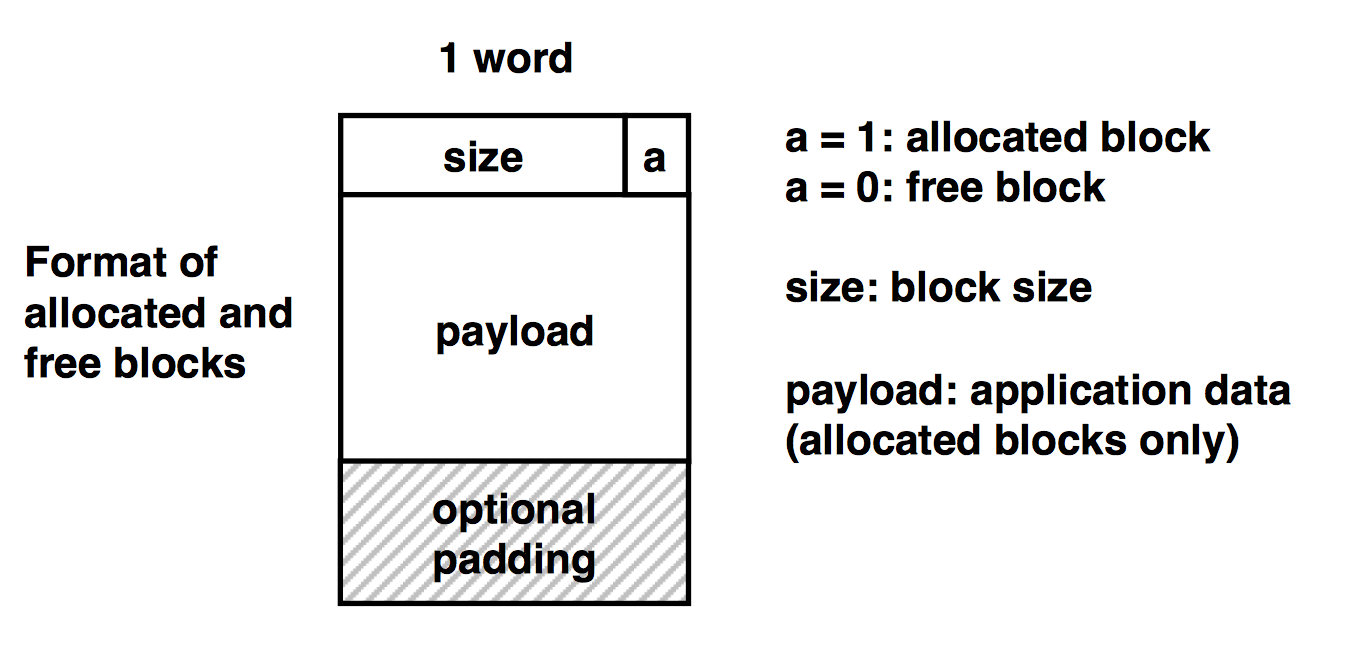 1 word
size
a
a = 1: allocated block
a = 0: free block
Format of
allocated and
free blocks
size: block size
payload
payload: application data
(allocated blocks only)
optional
padding